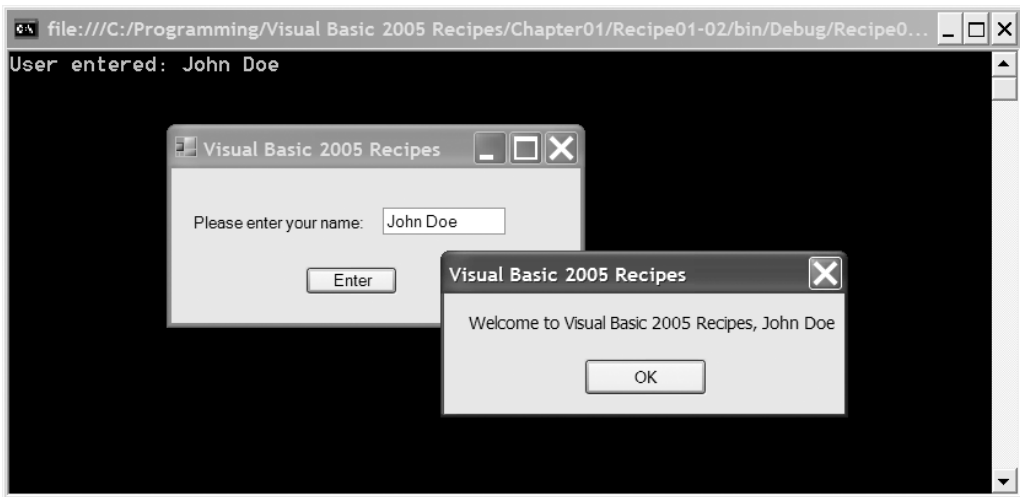 file:///C:/Programming/Visual Basic 2005 Recipes/Chapter01/Recipe01-02/bin/Debug/Recipe0...
User entered: John Doe
Visual Basic 2005 Recipes
Please enter your name: John Doe
Enter
Visual Basic 2005 Recipes
Welcome to Visual Basic 2005 Recipes, John Doe
OK